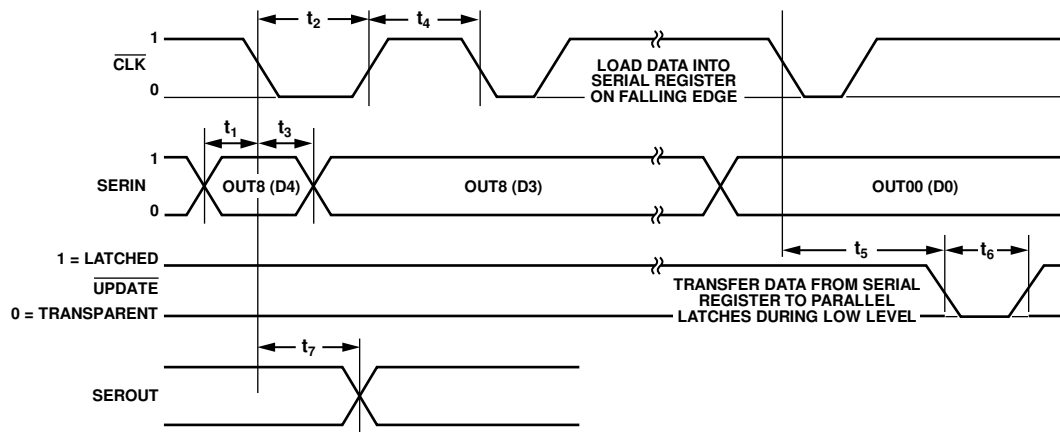 t2
t4
1
CLK
0
LOAD DATA INTO
SERIAL REGISTER
ON FALLING EDGE
t1
t3
1
SERIN
0
OUT8 (D4)
OUT8 (D3)
OUT00 (D0)
t5
t6
1 = LATCHED
UPDATE
0 = TRANSPARENT
TRANSFER DATA FROM SERIAL
REGISTER TO PARALLEL
LATCHES DURING LOW LEVEL
t7
SEROUT